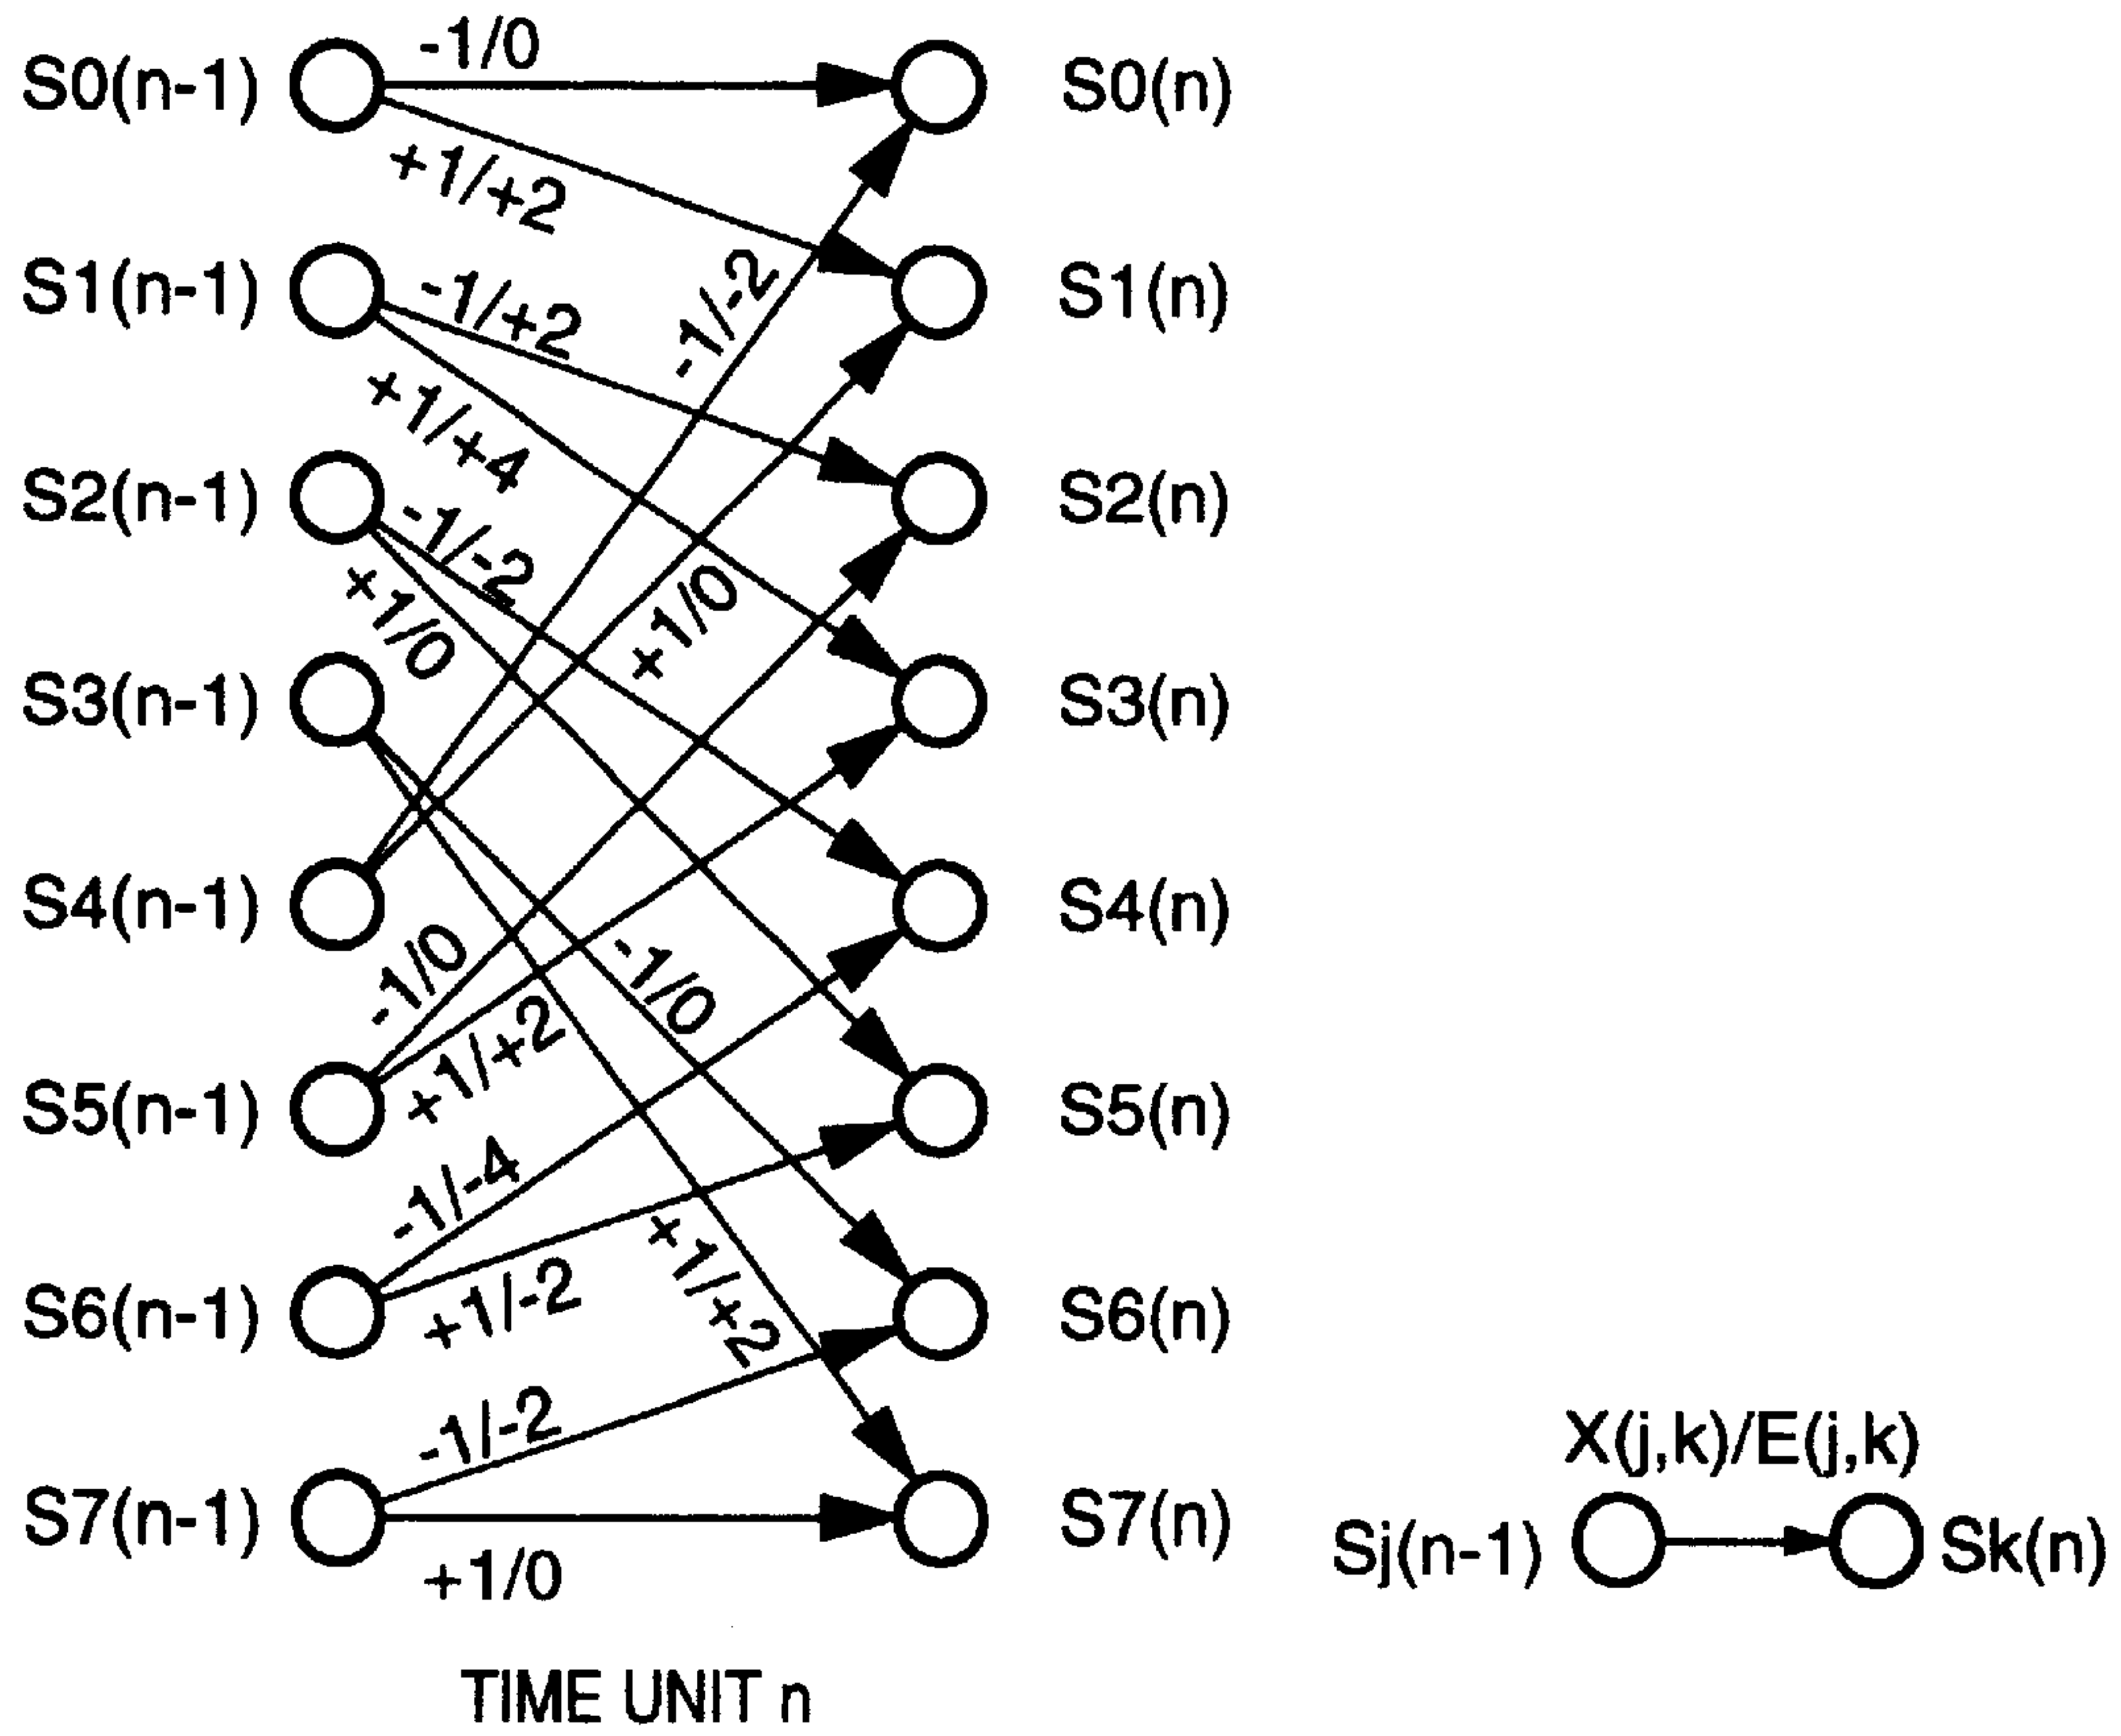 S0(n-1)
-1/0
S0(n)
+1/+2
S1(n-1)
-1/+2
-1/-2
S1(n)
+1/+4
S2(n-1)
-1/-2
S2(n)
+1/0
+1/0
S3(n-1)
S3(n)
S4(n-1)
-1/0
-1/0
S4(n)
+1/+2
S5(n-1)
S5(n)
-1/-4
S6(n-1)
+1/-2
+1/+2
S6(n)
-1/-2
X(j,k)/E(j,k)
S7(n-1)
S7(n)
Sj(n-1)
Sk(n)
+1/0
TIME UNIT n